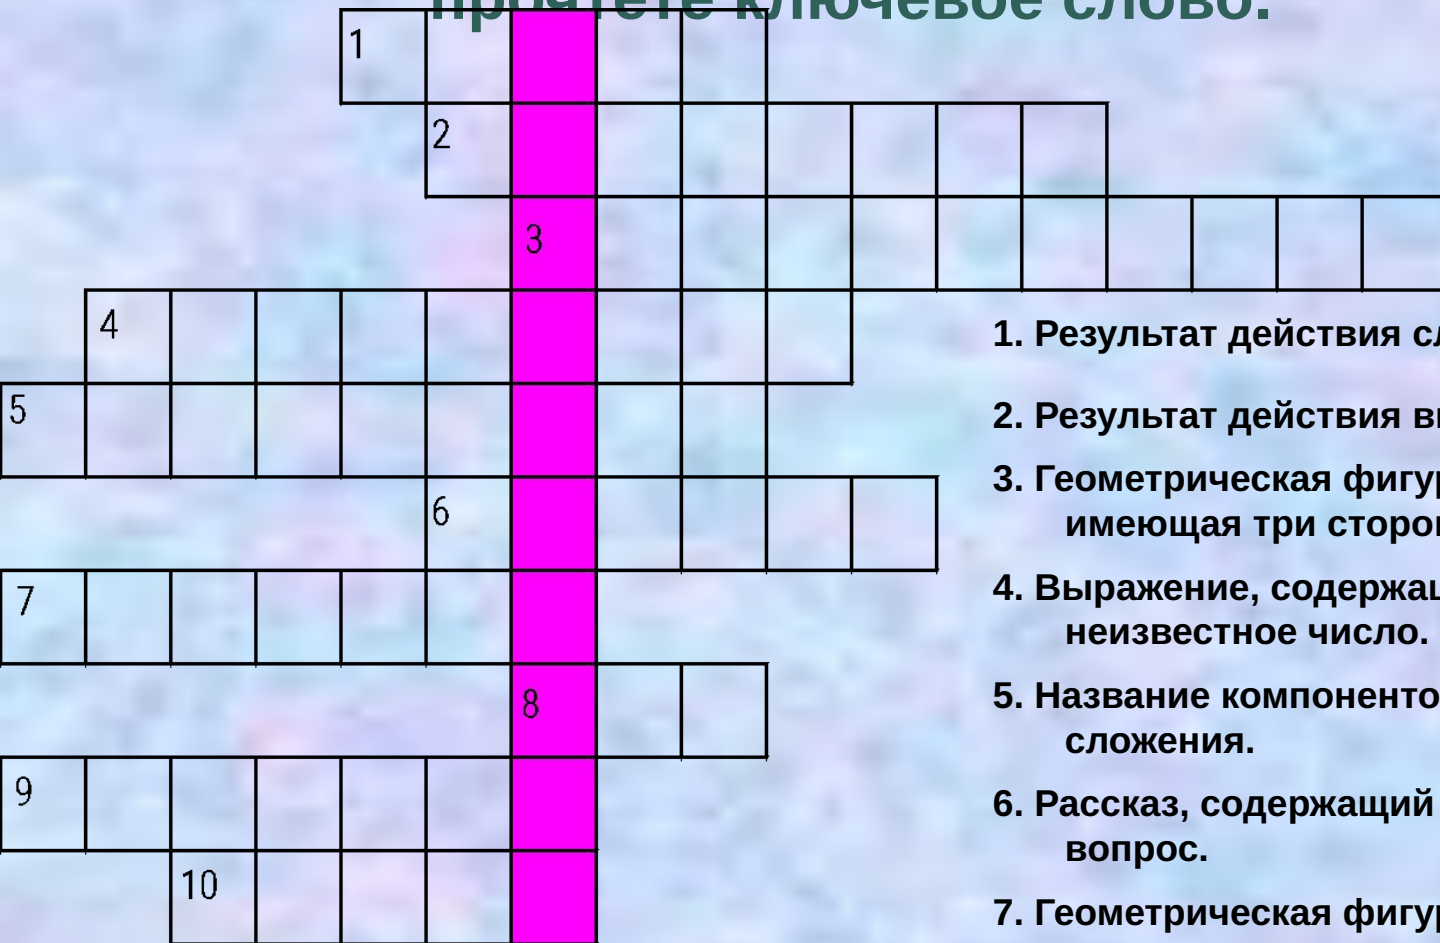 прочтете ключевое слово.
1
2
3
4
5
6
7
8
9
10
1. Результат действия
2. Результат действия
3. Геометрическая
имеющая три
4. Выражение,
неизвестное число.
5. Название
сложения.
6. Рассказ, содержащий
вопрос.
7. Геометрическая